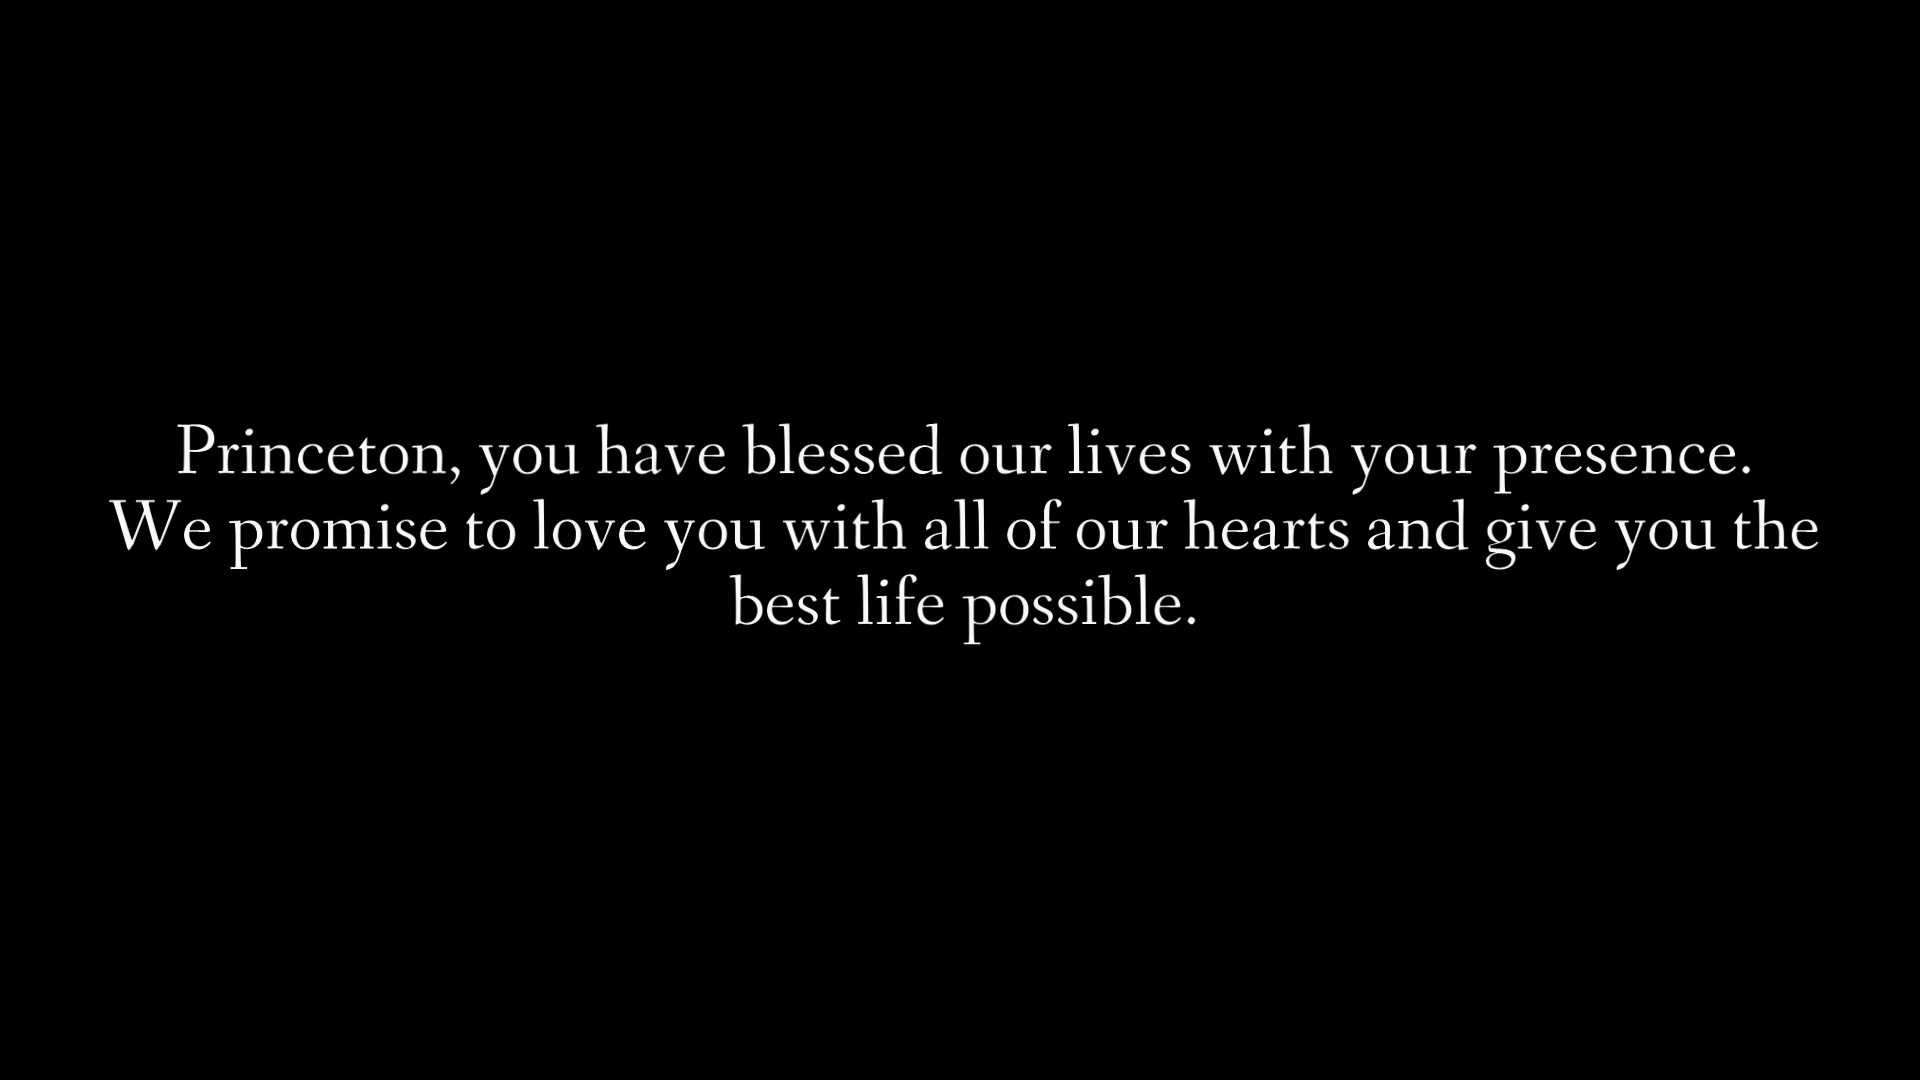 Princeton, you have blessed our lives with your presence.
We promise to love you with all of our hearts and give you the
best life possible.